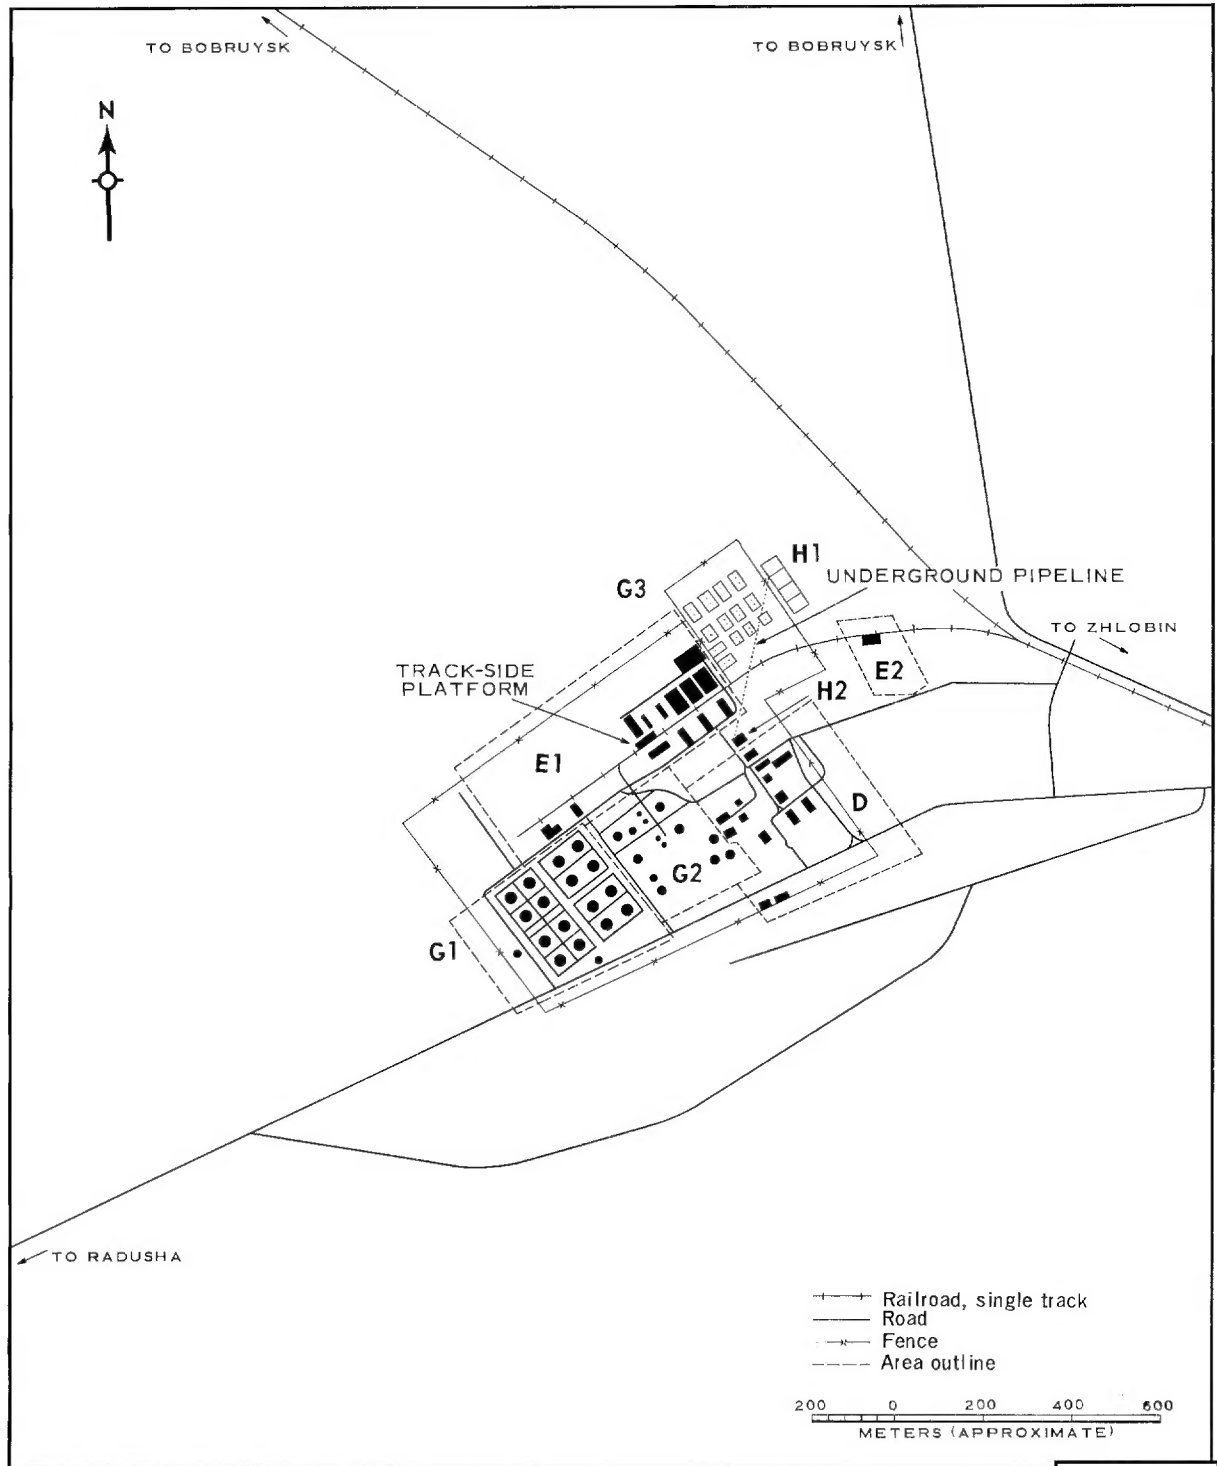 TO BOBRUYSK
TO BOBRUYSK
N
H1
G3
UNDERGROUND PIPELINE
TO ZHLOBIN
TRACK-SIDE
PLATFORM
E2
H2
E1
D
G2
G1
TO RADUSHA
Railroad, single track
Road
Fence
Area outline
200 0 200 400 600
METERS (APPROXIMATE)